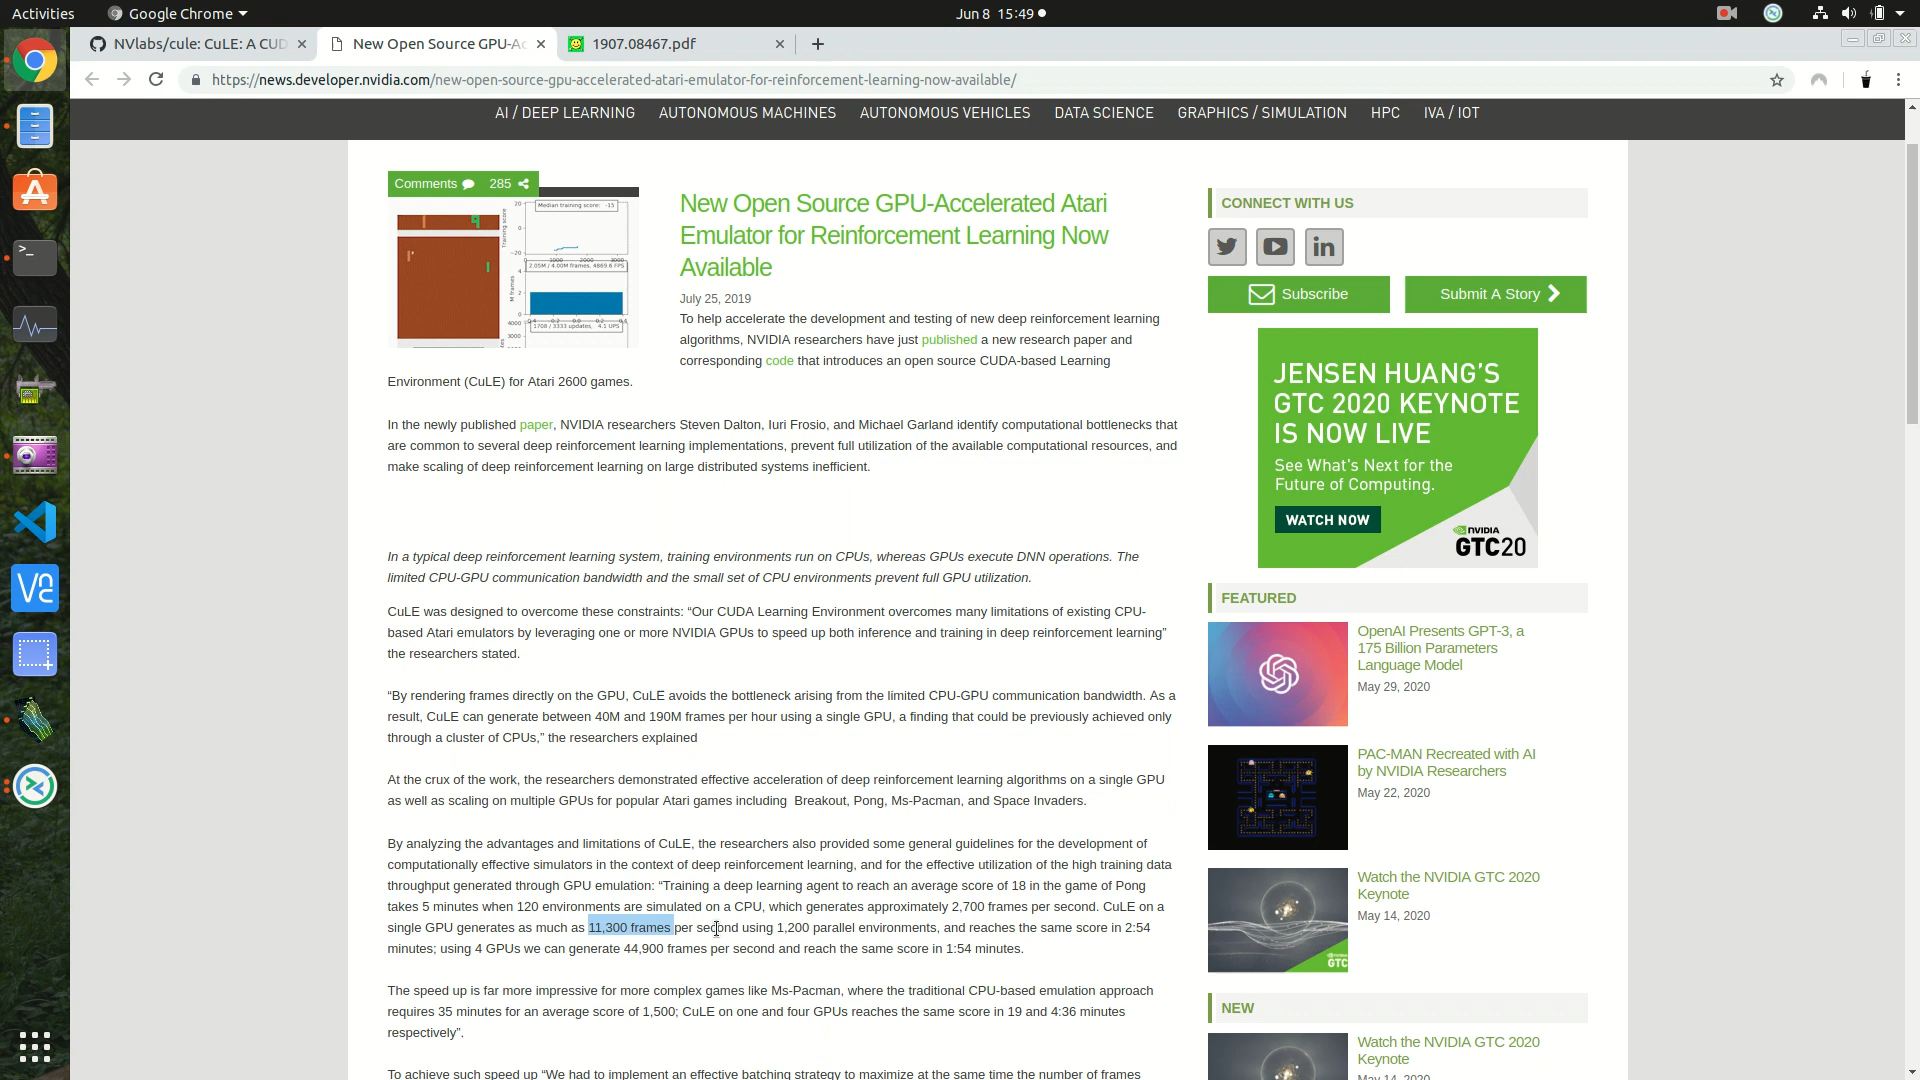 Activities
Google Chrome
Jun 8 15:49
NVlabs/cule: CuLE: A CUD
New Open Source GPU-Ac
1907.08467.pdf
https://news.developer.nvidia.com/new-open-source-gpu-accelerated-atari-emulator-for-reinforcement-learning-now-available/
AI / DEEP LEARNING AUTONOMOUS MACHINES AUTONOMOUS VEHICLES DATA SCIENCE GRAPHICS / SIMULATION HPC IVA / IOT
Comments 285
Median training score: -15
2.05M / 4.00M frames, 4869.6 FPS
1708 / 3333 updates, 4.1 UPS
New Open Source GPU-Accelerated Atari
Emulator for Reinforcement Learning Now
Available
July 25, 2019
To help accelerate the development and testing of new deep reinforcement learning
algorithms, NVIDIA researchers have just published a new research paper and
corresponding code that introduces an open source CUDA-based Learning
Environment (CuLE) for Atari 2600 games.
In the newly published paper, NVIDIA researchers Steven Dalton, Iuri Frosio, and Michael Garland identify computational bottlenecks that
are common to several deep reinforcement learning implementations, prevent full utilization of the available computational resources, and
make scaling of deep reinforcement learning on large distributed systems inefficient.
In a typical deep reinforcement learning system, training environments run on CPUs, whereas GPUs execute DNN operations. The
limited CPU-GPU communication bandwidth and the small set of CPU environments prevent full GPU utilization.
CuLE was designed to overcome these constraints: “Our CUDA Learning Environment overcomes many limitations of existing CPU-
based Atari emulators by leveraging one or more NVIDIA GPUs to speed up both inference and training in deep reinforcement learning”
the researchers stated.
“By rendering frames directly on the GPU, CuLE avoids the bottleneck arising from the limited CPU-GPU communication bandwidth. As a
result, CuLE can generate between 40M and 190M frames per hour using a single GPU, a finding that could be previously achieved only
through a cluster of CPUs,” the researchers explained
At the crux of the work, the researchers demonstrated effective acceleration of deep reinforcement learning algorithms on a single GPU
as well as scaling on multiple GPUs for popular Atari games including Breakout, Pong, Ms-Pacman, and Space Invaders.
By analyzing the advantages and limitations of CuLE, the researchers also provided some general guidelines for the development of
computationally effective simulators in the context of deep reinforcement learning, and for the effective utilization of the high training data
throughput generated through GPU emulation: “Training a deep learning agent to reach an average score of 18 in the game of Pong
takes 5 minutes when 120 environments are simulated on a CPU, which generates approximately 2,700 frames per second. CuLE on a
single GPU generates as much as 11,300 frames per second using 1,200 parallel environments, and reaches the same score in 2:54
minutes; using 4 GPUs we can generate 44,900 frames per second and reach the same score in 1:54 minutes.
The speed up is far more impressive for more complex games like Ms-Pacman, where the traditional CPU-based emulation approach
requires 35 minutes for an average score of 1,500; CuLE on one and four GPUs reaches the same score in 19 and 4:36 minutes
respectively”.
To achieve such speed up “We had to implement an effective batching strategy to maximize at the same time the number of frames
CONNECT WITH US
Subscribe
Submit A Story
JENSEN HUANG'S
GTC 2020 KEYNOTE
IS NOW LIVE
See What's Next for the
Future of Computing.
WATCH NOW
NVIDIA
GTC20
FEATURED
OpenAI Presents GPT-3, a
175 Billion Parameters
Language Model
May 29, 2020
PAC-MAN Recreated with AI
by NVIDIA Researchers
May 22, 2020
Watch the NVIDIA GTC 2020
Keynote
May 14, 2020
GTC
NEW
Watch the NVIDIA GTC 2020
Keynote
May 14, 2020